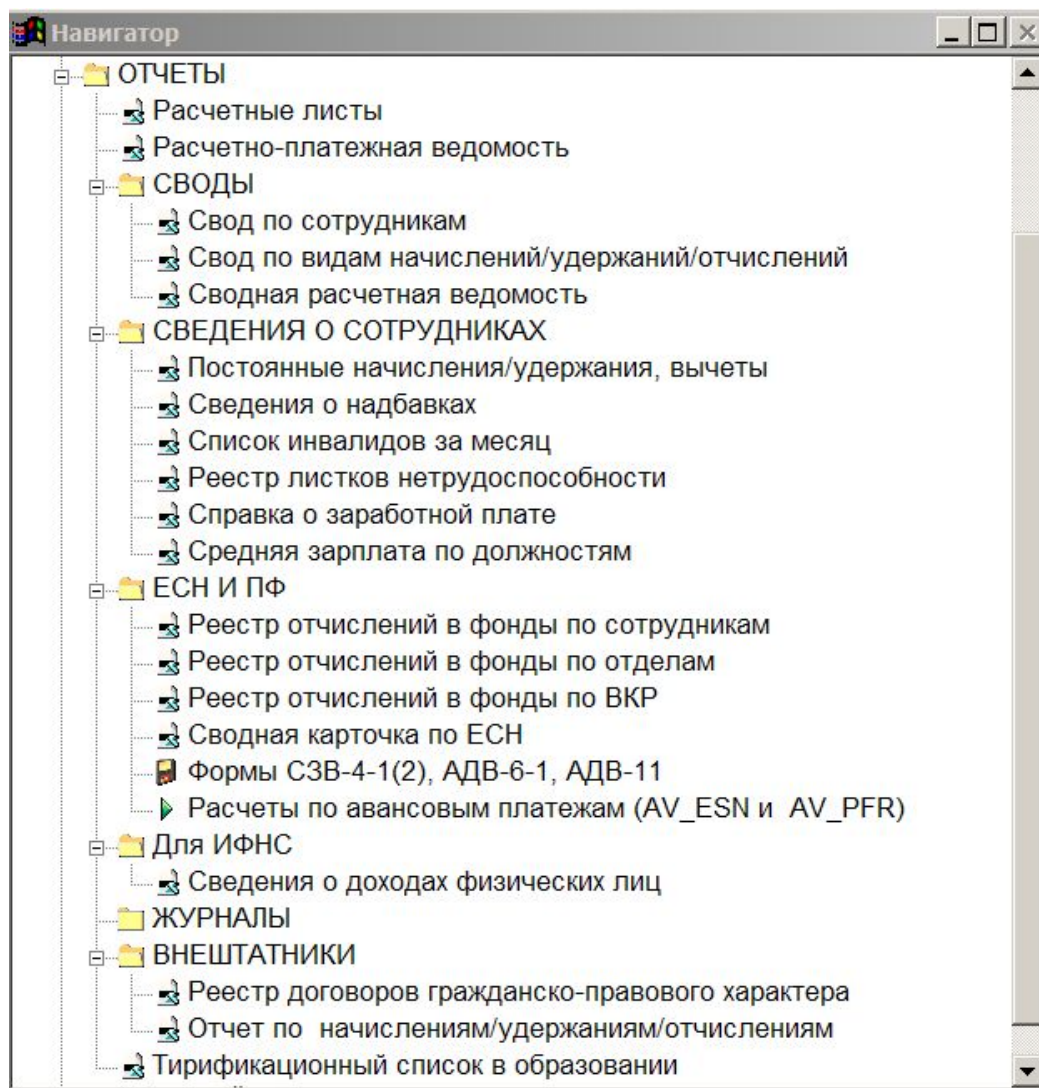 Навигатор
ОТЧЕТЫ
Расчетные листы
Расчетно-платежная ведомость
СВОДЫ
Свод по сотрудникам
Свод по видам начислений/удержаний/отчислений
Сводная расчетная ведомость
СВЕДЕНИЯ О СОТРУДНИКАХ
Постоянные начисления/удержания, вычеты
Сведения о надбавках
Список инвалидов за месяц
Реестр листков нетрудоспособности
Справка о заработной плате
Средняя зарплата по должностям
ЕСН И ПФ
Реестр отчислений в фонды по сотрудникам
Реестр отчислений в фонды по отделам
Реестр отчислений в фонды по ВКР
Сводная карточка по ЕСН
Формы СЗВ-4-1(2), АДВ-6-1, АДВ-11
Расчеты по авансовым платежам (AV_ESN и AV_PFR)
Для ИФНС
Сведения о доходах физических лиц
ЖУРНАЛЫ
ВНЕШТАТНИКИ
Реестр договоров гражданско-правового характера
Отчет по начислениям/удержаниям/отчислениям
Тирификационный список в образовании